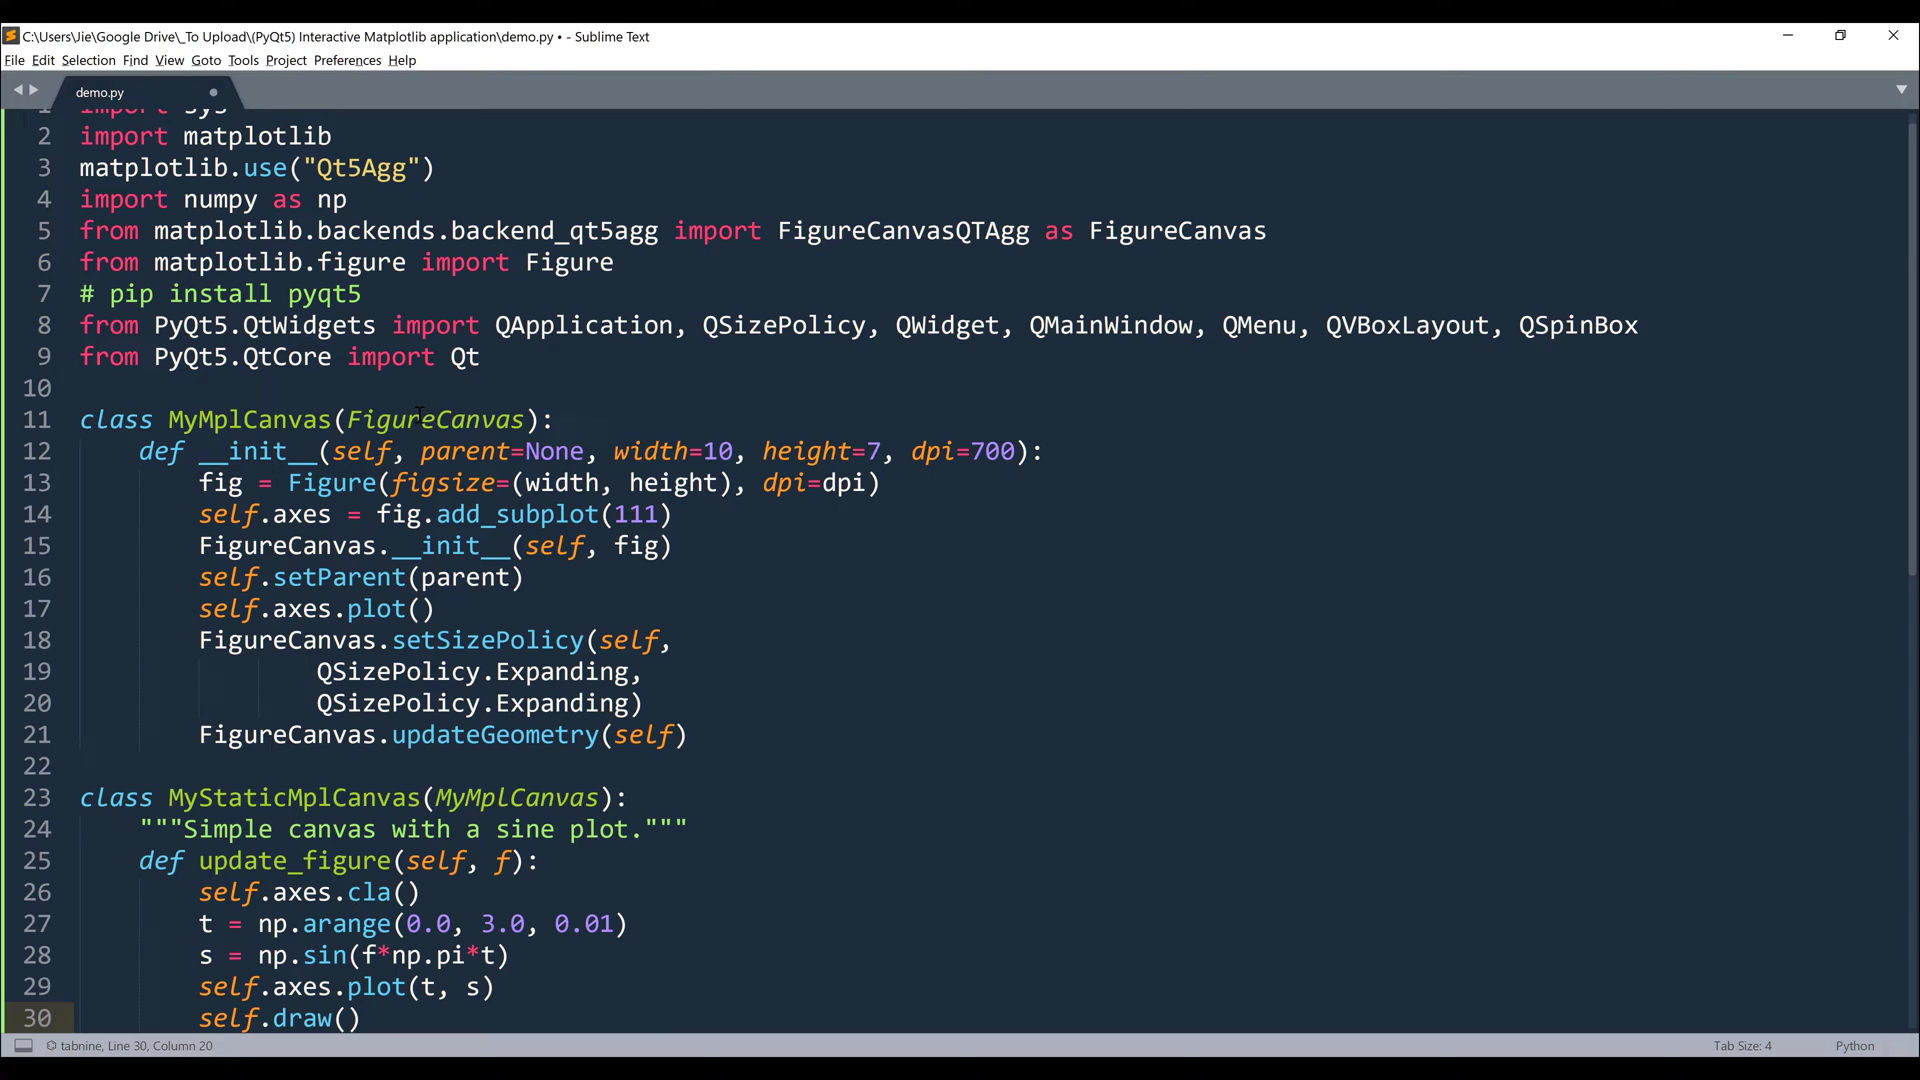 C:\Users\Jie\Google Drive\_To Upload\(PyQt5) Interactive Matplotlib application\demo.py • - Sublime Text
File Edit Selection Find View Goto Tools Project Preferences Help
demo.py
1 import sys
2 import matplotlib
3 matplotlib.use("Qt5Agg")
4 import numpy as np
5 from matplotlib.backends.backend_qt5agg import FigureCanvasQTAgg as FigureCanvas
6 from matplotlib.figure import Figure
7 # pip install pyqt5
8 from PyQt5.QtWidgets import QApplication, QSizePolicy, QWidget, QMainWindow, QMenu, QVBoxLayout, QSpinBox
9 from PyQt5.QtCore import Qt
10
11 class MyMplCanvas(FigureCanvas):
12     def __init__(self, parent=None, width=10, height=7, dpi=700):
13         fig = Figure(figsize=(width, height), dpi=dpi)
14         self.axes = fig.add_subplot(111)
15         FigureCanvas.__init__(self, fig)
16         self.setParent(parent)
17         self.axes.plot()
18         FigureCanvas.setSizePolicy(self,
19                 QSizePolicy.Expanding,
20                 QSizePolicy.Expanding)
21         FigureCanvas.updateGeometry(self)
22
23 class MyStaticMplCanvas(MyMplCanvas):
24     """Simple canvas with a sine plot."""
25     def update_figure(self, f):
26         self.axes.cla()
27         t = np.arange(0.0, 3.0, 0.01)
28         s = np.sin(f*np.pi*t)
29         self.axes.plot(t, s)
30         self.draw()
tabnine, Line 30, Column 20 Tab Size: 4 Python